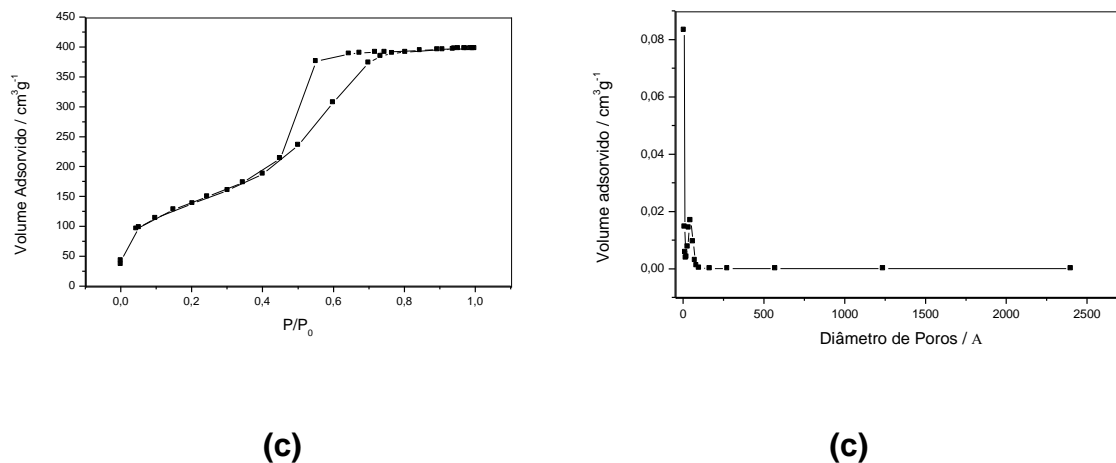 450
400
350
300
250
200
150
100
50
0
Volume Adsorvido / cm³g⁻¹
0,0 0,2 0,4 0,6 0,8 1,0
P/P₀
(c)
0,08
0,06
0,04
0,02
0,00
Volume adsorvido / cm³g⁻¹
0 500 1000 1500 2000 2500
Diâmetro de Poros / A
(c)